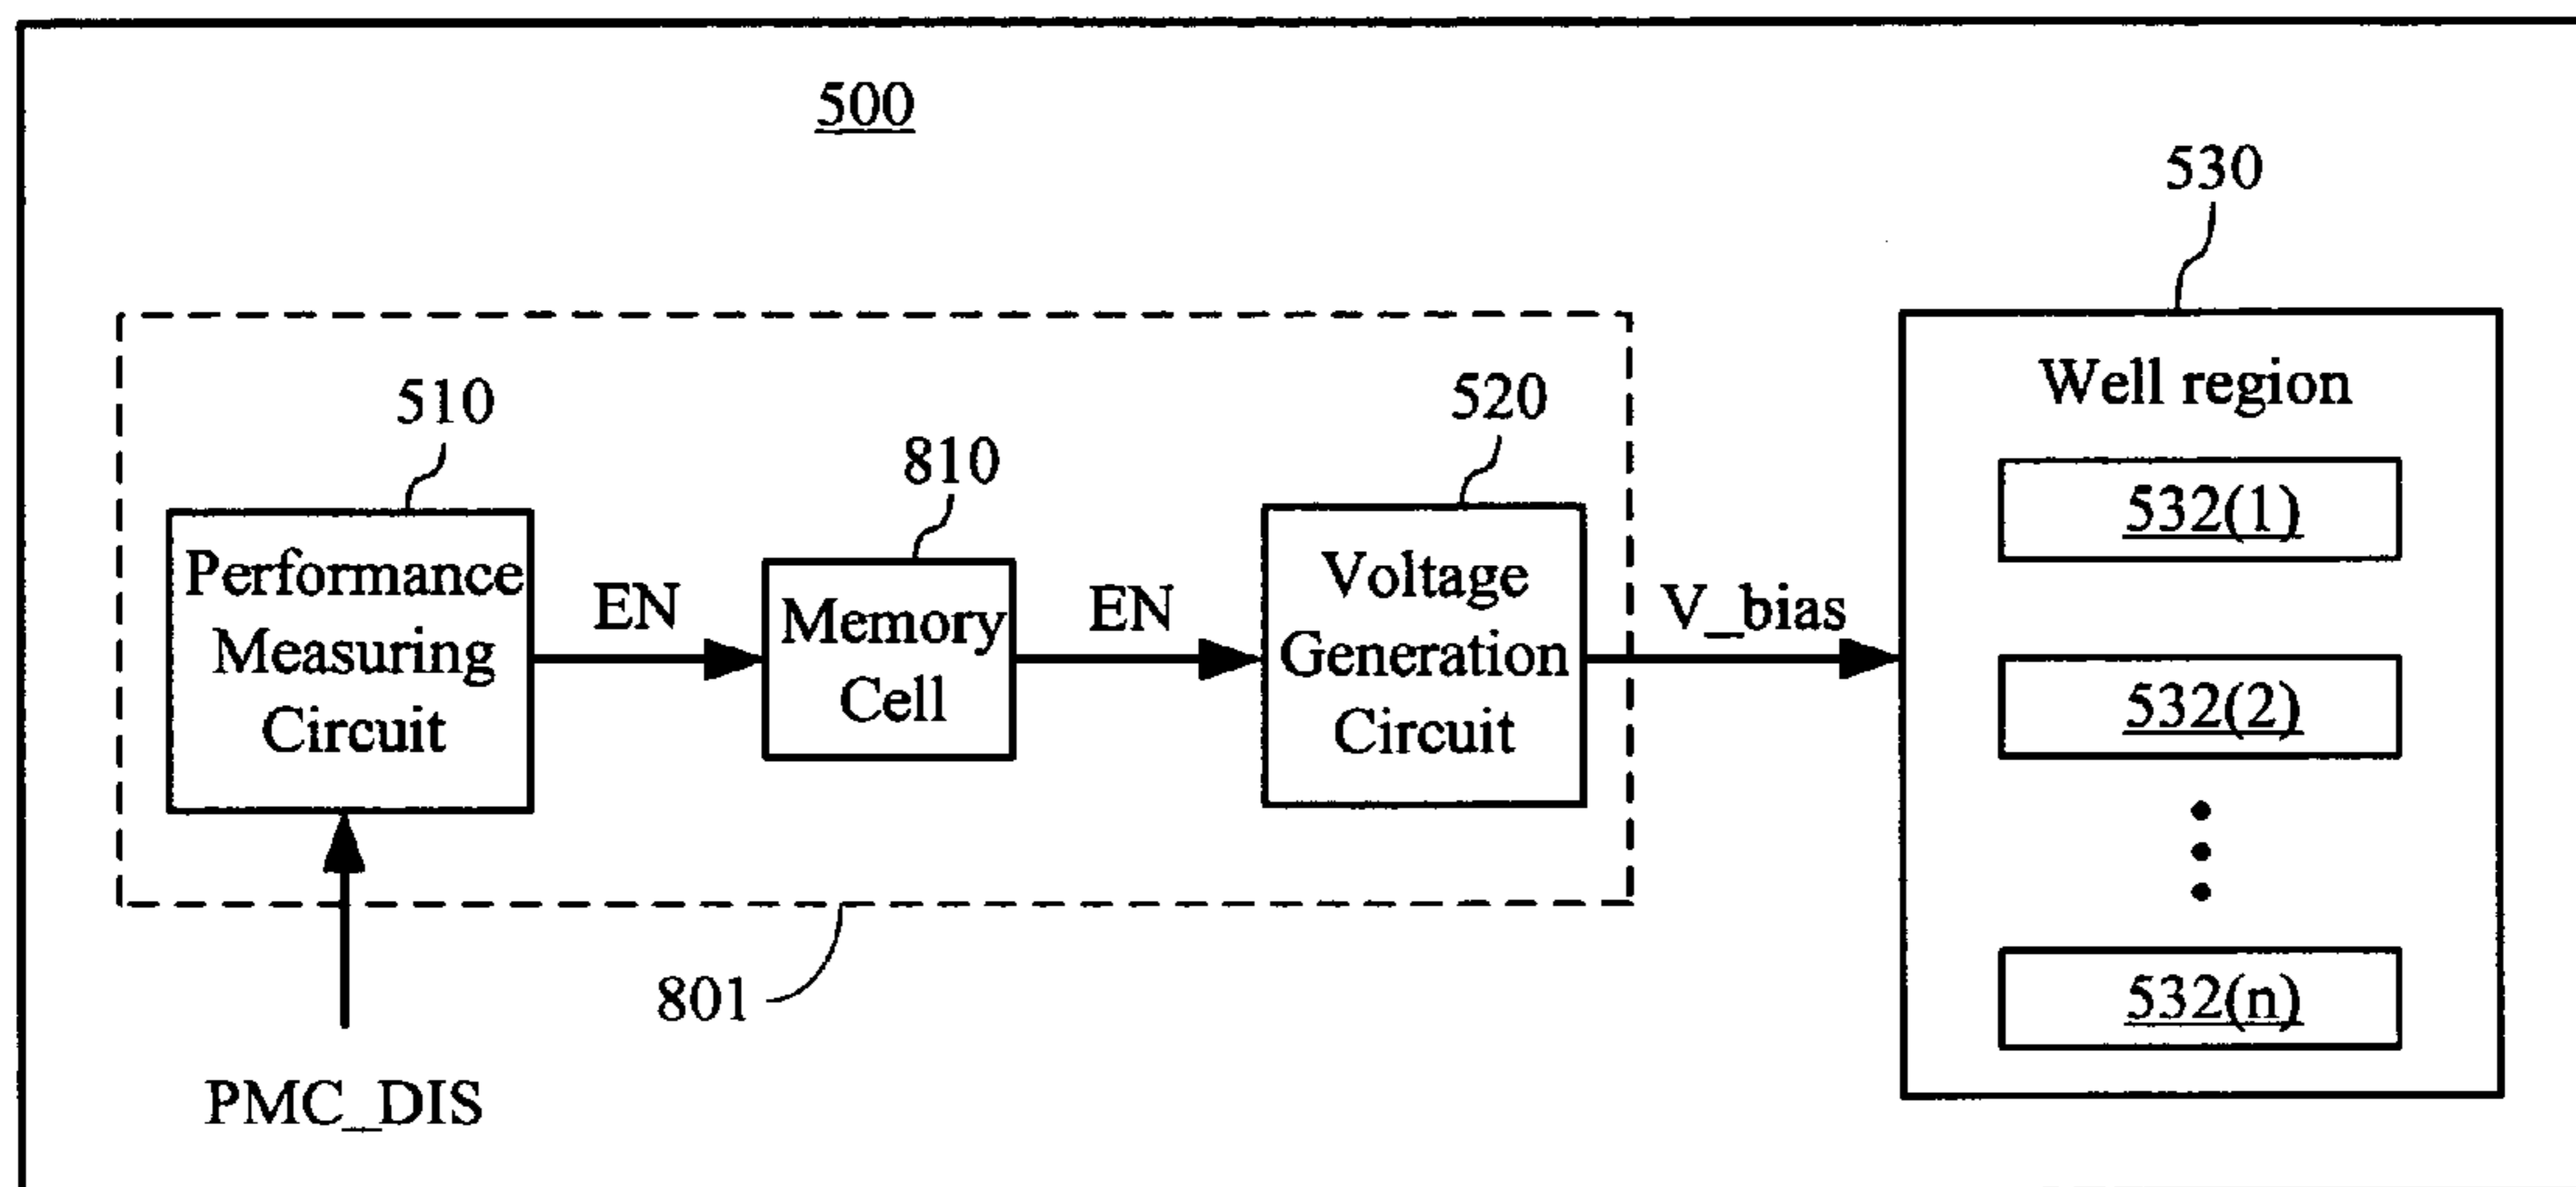 500
530
Well region
510
810
520
532(1)
Performance
Measuring
Circuit
EN
Memory
Cell
EN
Voltage
Generation
Circuit
V_bias
532(2)
532(n)
801
PMC_DIS